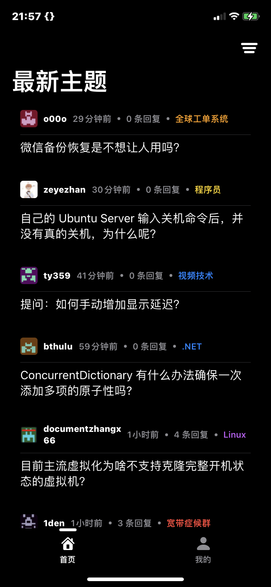 21:57 {}
最新主题
o00o 29分钟前 • 0 条回复 • 全球工单系统
微信备份恢复是不想让人用吗?
zeyezhan 30分钟前 • 0 条回复 • 程序员
自己的 Ubuntu Server 输入关机命令后，并
没有真的关机，为什么呢?
ty359 41分钟前 • 0 条回复 • 视频技术
提问：如何手动增加显示延迟?
bthulu 59分钟前 • 0 条回复 • .NET
ConcurrentDictionary 有什么办法确保一次
添加多项的原子性吗?
documentzhangx
66 1小时前 • 4 条回复 • Linux
目前主流虚拟化为啥不支持克隆完整开机状
态的虚拟机?
1den 1小时前 • 3 条回复 • 宽带症候群
首页 我的